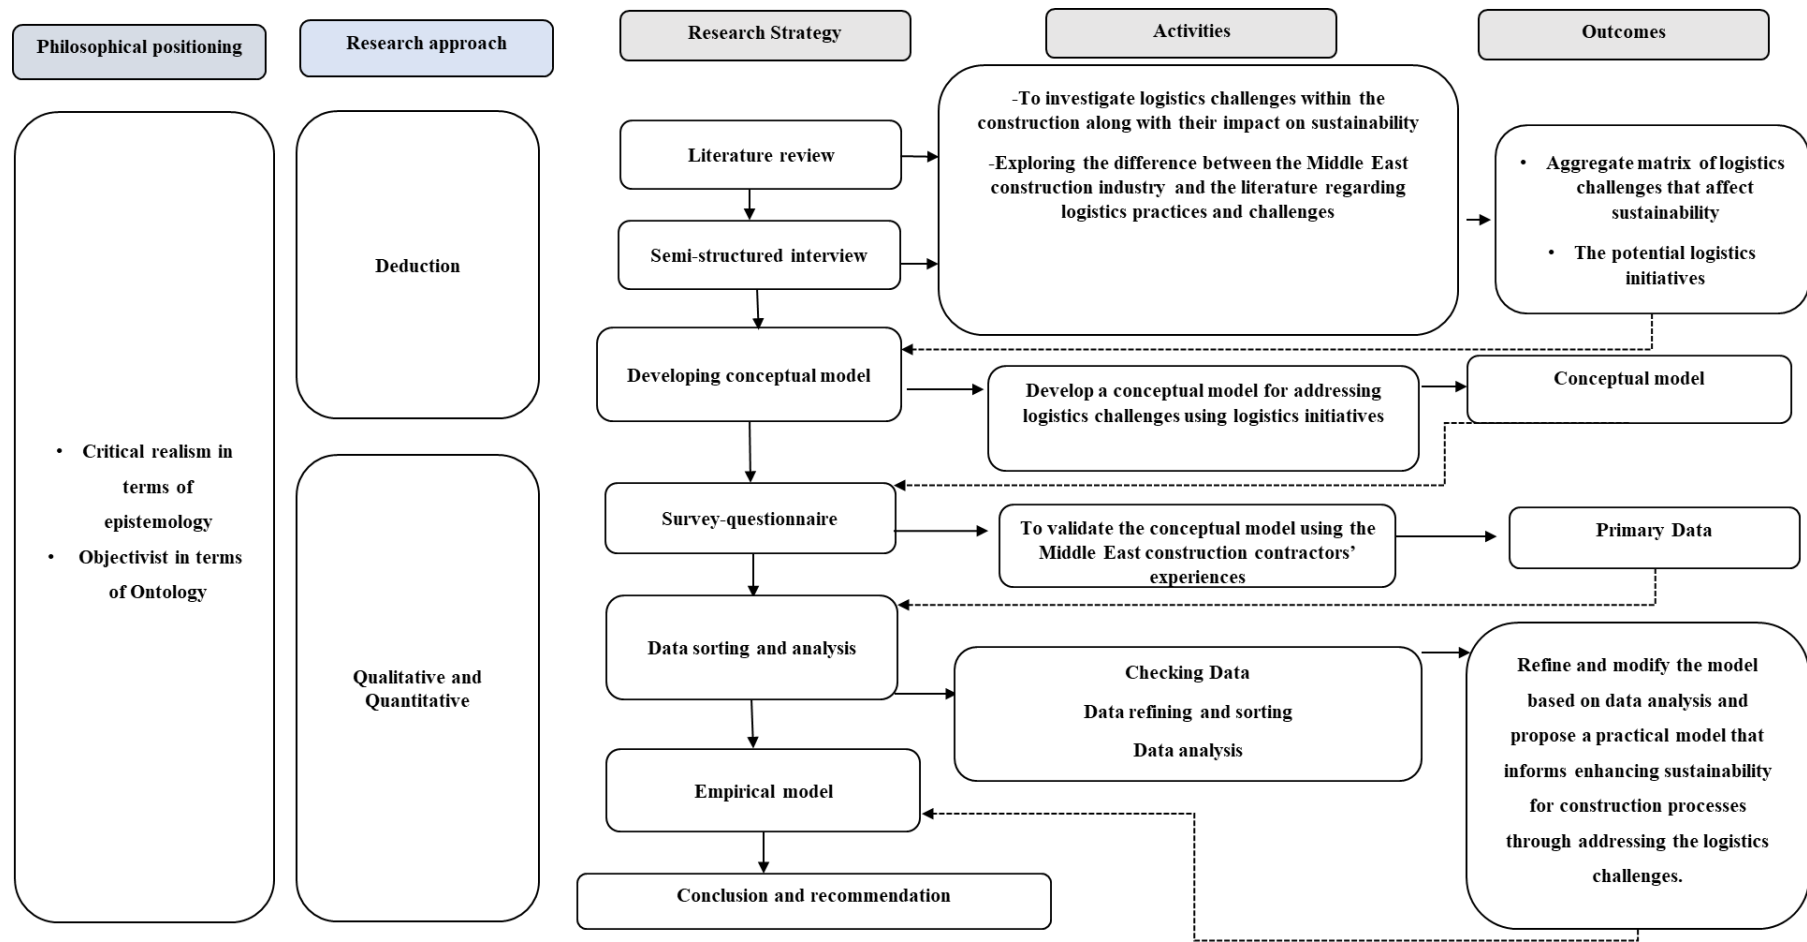 Philosophical positioning
Research approach
Research Strategy
Activities
Outcomes
• Critical realism in
terms of
epistemology
• Objectivist in terms
of Ontology
Deduction
Qualitative and
Quantitative
Literature review
Semi-structured interview
Developing conceptual model
Survey-questionnaire
Data sorting and analysis
Empirical model
Conclusion and recommendation
-To investigate logistics challenges within the
construction along with their impact on sustainability
-Exploring the difference between the Middle East
construction industry and the literature regarding
logistics practices and challenges
Develop a conceptual model for addressing
logistics challenges using logistics initiatives
To validate the conceptual model using the
Middle East construction contractors’
experiences
Checking Data
Data refining and sorting
Data analysis
• Aggregate matrix of logistics
challenges that affect
sustainability
• The potential logistics
initiatives
Conceptual model
Primary Data
Refine and modify the model
based on data analysis and
propose a practical model that
informs enhancing sustainability
for construction processes
through addressing the logistics
challenges.